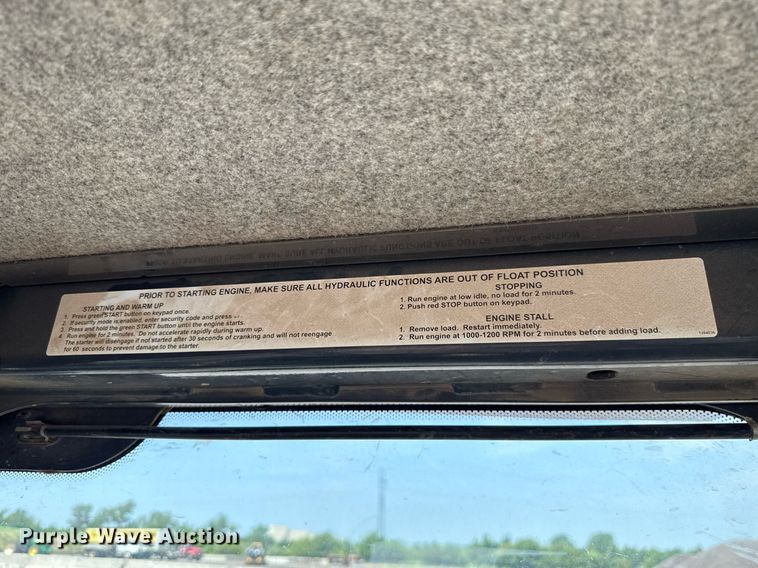 PRIOR TO STARTING ENGINE, MAKE SURE ALL HYDRAULIC FUNCTIONS ARE OUT OF FLOAT POSITION
STARTING AND WARM UP
1. Press green START button on keypad once.
2. If security mode is enabled, enter security code and press
3. Press and hold the green START button until the engine starts.
4. Run engine for 2 minutes. Do not accelerate rapidly during warm up.
The starter will disengage if not started after 30 seconds of cranking and will not reengage
for 60 seconds to prevent damage to the starter.
STOPPING
1. Run engine at low idle, no load for 2 minutes.
2. Push red STOP button on keypad.
ENGINE STALL
1. Remove load. Restart immediately.
2. Run engine at 1000-1200 RPM for 2 minutes before adding load.
Purple Wave Auction